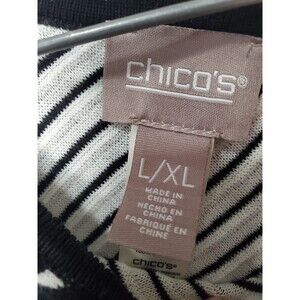 chico's®
L/XL
MADE IN
CHINA
HECHO EN
CHINA
FABRIQUÉ EN
CHINE
chico's®